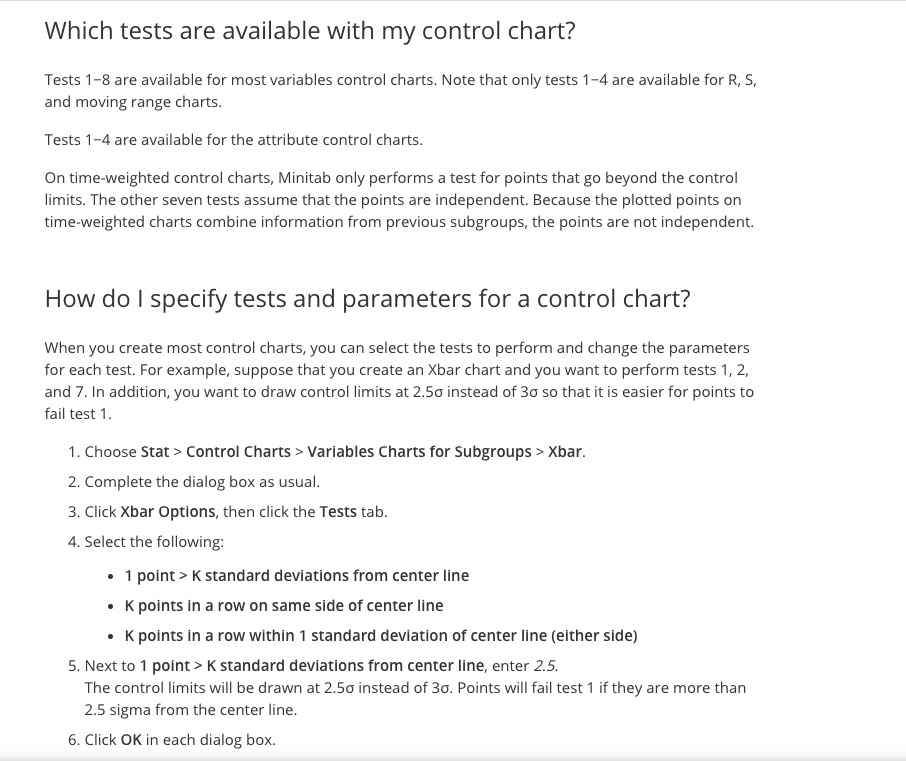 Which tests are available with my control chart?
Tests 1–8 are available for most variables control charts. Note that only tests 1–4 are available for R, S,
and moving range charts.
Tests 1–4 are available for the attribute control charts.
On time-weighted control charts, Minitab only performs a test for points that go beyond the control
limits. The other seven tests assume that the points are independent. Because the plotted points on
time-weighted charts combine information from previous subgroups, the points are not independent.
How do I specify tests and parameters for a control chart?
When you create most control charts, you can select the tests to perform and change the parameters
for each test. For example, suppose that you create an Xbar chart and you want to perform tests 1, 2,
and 7. In addition, you want to draw control limits at 2.5σ instead of 3σ so that it is easier for points to
fail test 1.
1. Choose Stat > Control Charts > Variables Charts for Subgroups > Xbar.
2. Complete the dialog box as usual.
3. Click Xbar Options, then click the Tests tab.
4. Select the following:
• 1 point > K standard deviations from center line
• K points in a row on same side of center line
• K points in a row within 1 standard deviation of center line (either side)
5. Next to 1 point > K standard deviations from center line, enter 2.5.
The control limits will be drawn at 2.5σ instead of 3σ. Points will fail test 1 if they are more than
2.5 sigma from the center line.
6. Click OK in each dialog box.